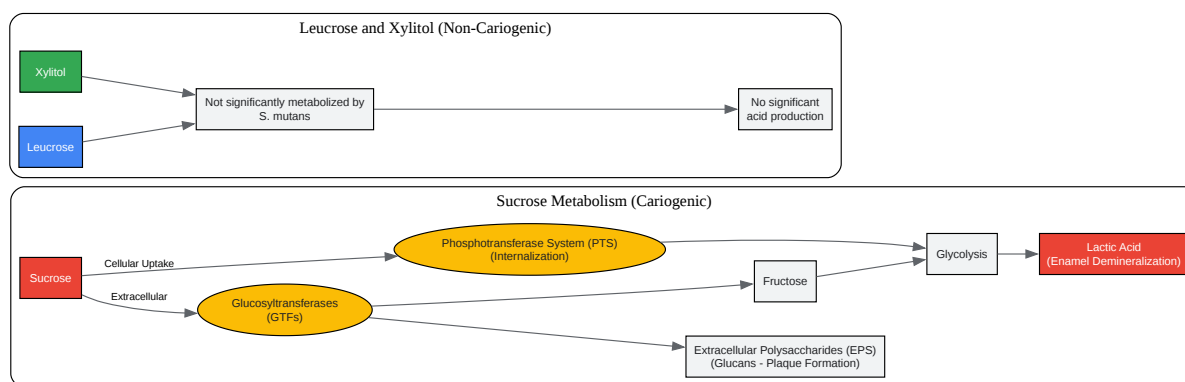 Leucrose and Xylitol (Non-Cariogenic)
Xylitol
Not significantly metabolized by
S. mutans
No significant
acid production
Leucrose
Sucrose Metabolism (Cariogenic)
Sucrose
Cellular Uptake
Extracellular
Phosphotransferase System (PTS)
(Internalization)
Glucosyltransferases
(GTFs)
Fructose
Glycolysis
Lactic Acid
(Enamel Demineralization)
Extracellular Polysaccharides (EPS)
(Glucans - Plaque Formation)